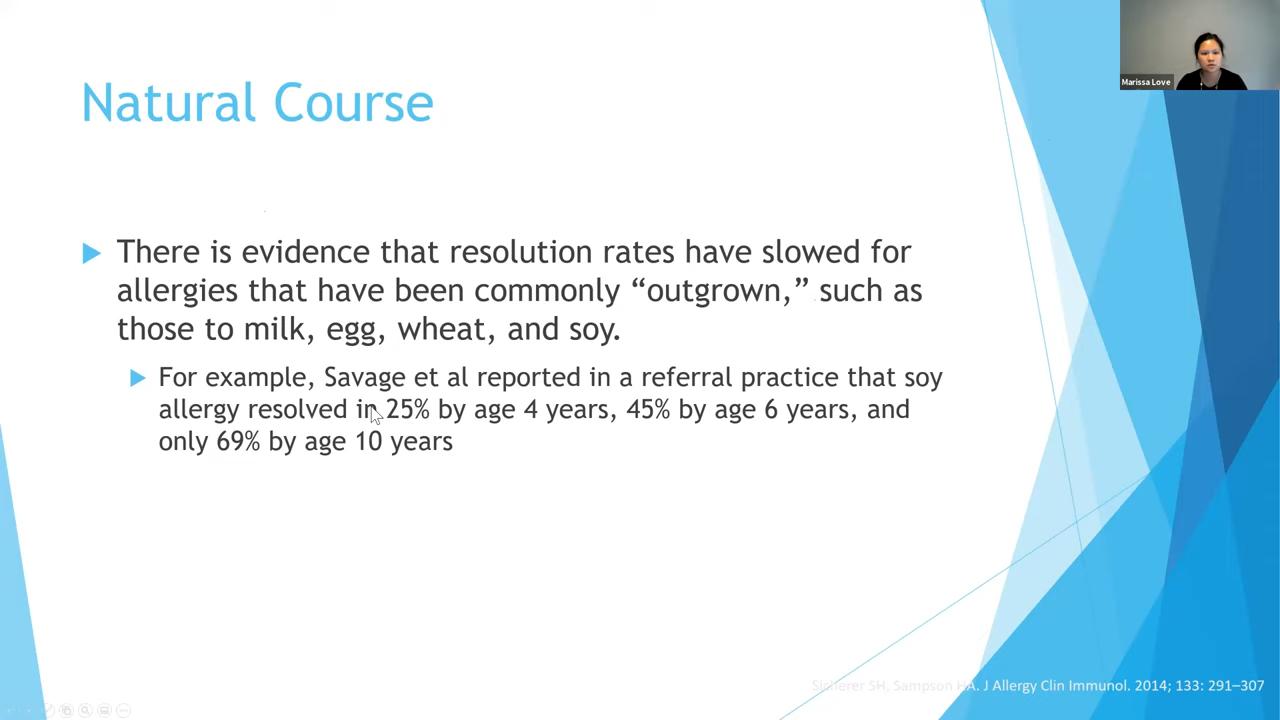 Marissa Love
Natural Course
There is evidence that resolution rates have slowed for
allergies that have been commonly “outgrown,” such as
those to milk, egg, wheat, and soy.
For example, Savage et al reported in a referral practice that soy
allergy resolved in 25% by age 4 years, 45% by age 6 years, and
only 69% by age 10 years
Sicherer SH, Sampson HA. J Allergy Clin Immunol. 2014; 133: 291–307